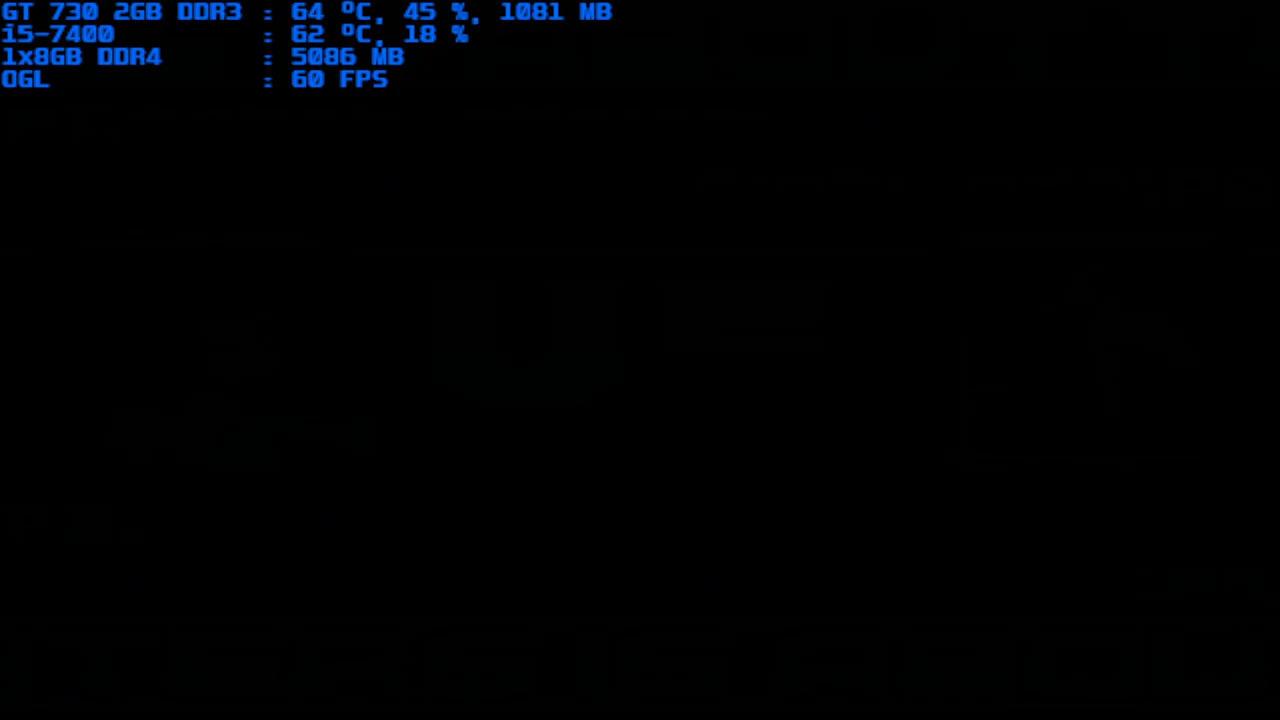 GT 730 2GB DDR3 : 64 ºC, 45 %, 1081 MB
i5-7400 : 62 ºC, 18 %
1x8GB DDR4 : 5086 MB
OGL : 60 FPS